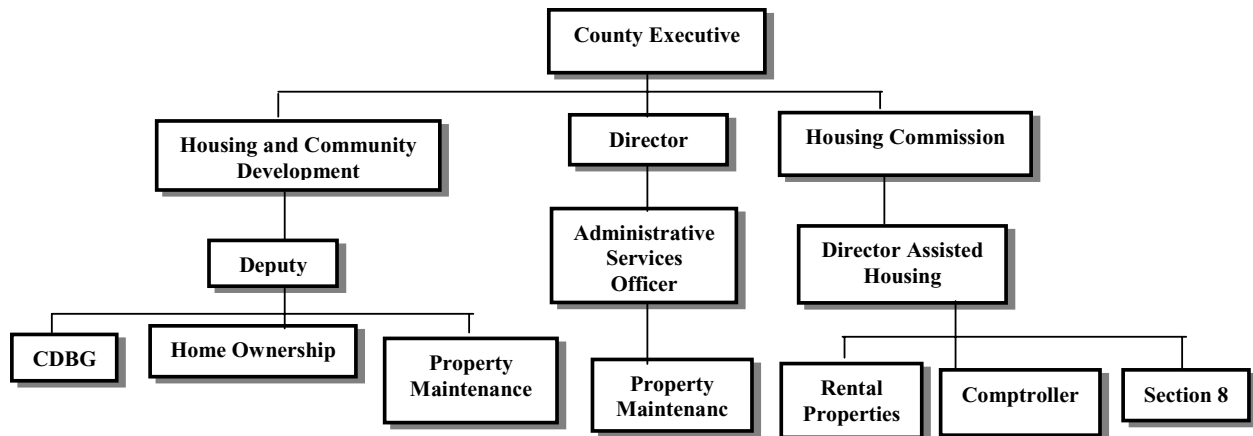 County Executive
Housing and Community
Development
Director
Housing Commission
Deputy
Administrative
Services
Officer
Director Assisted
Housing
CDBG
Home Ownership
Property
Maintenance
Property
Maintenanc
Rental
Properties
Comptroller
Section 8